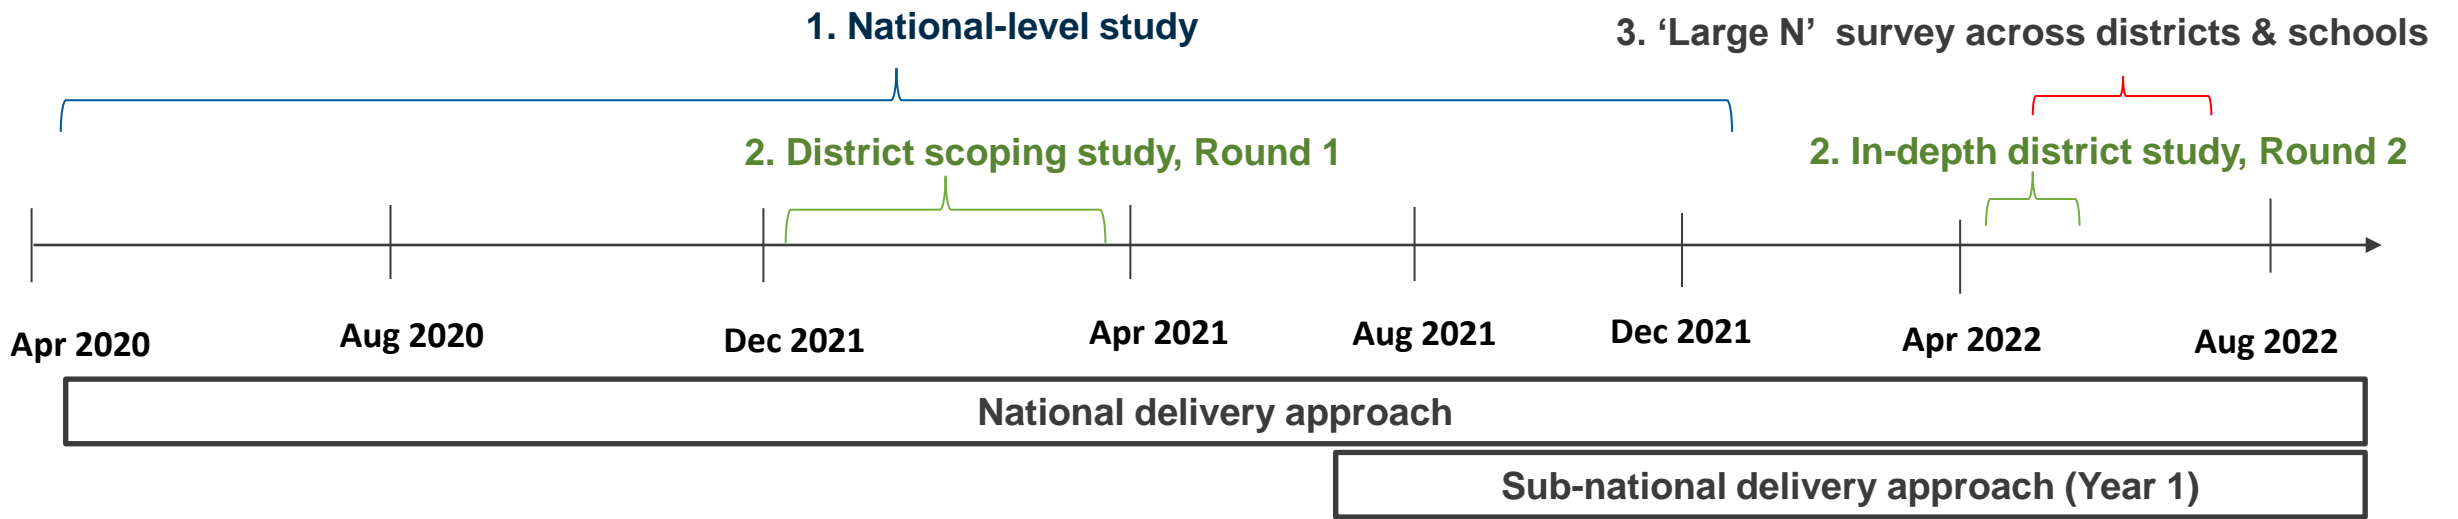 1. National-level study
3. ‘Large N’ survey across districts & schools
2. District scoping study, Round 1
2. In-depth district study, Round 2
Apr 2020
Aug 2020
Dec 2021
Apr 2021
Aug 2021
Dec 2021
Apr 2022
Aug 2022
National delivery approach
Sub-national delivery approach (Year 1)